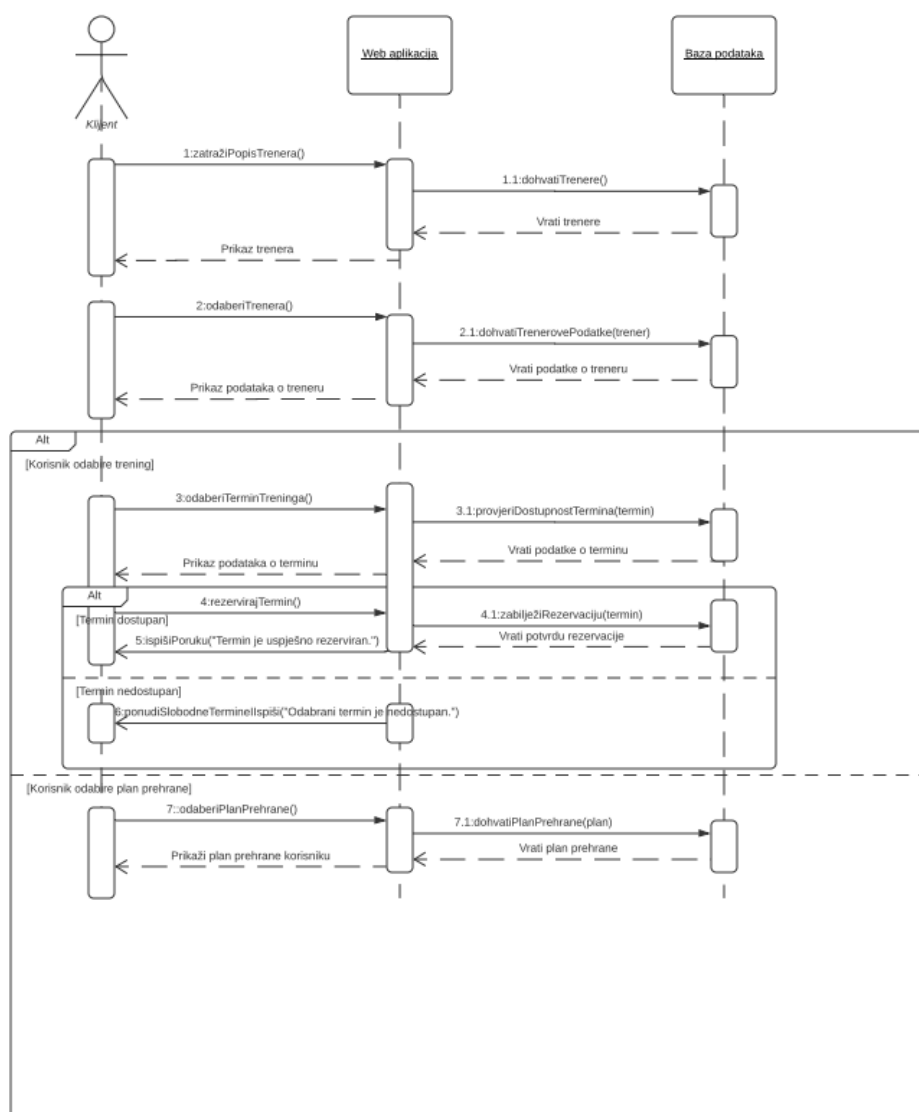 Klijent
Web aplikacija
Baza podataka
1:zatražiPopisTrenera()
1.1:dohvatiTrenere()
Vrati trenere
Prikaz trenera
2:odaberiTrenera()
2.1:dohvatiTrenerovePodatke(trener)
Vrati podatke o treneru
Prikaz podataka o treneru
Alt
[Korisnik odabire trening]
3:odaberiTerminTreninga()
3.1:provjeriDostupnostTermina(termin)
Vrati podatke o terminu
Prikaz podataka o terminu
Alt
[Termin dostupan]
4:rezervirajTermin()
4.1:zabilježiRezervaciju(termin)
Vrati potvrdu rezervacije
5:ispišiPoruku("Termin je uspješno rezerviran.")
[Termin nedostupan]
6:ponudiSlobodneTermineIIspiši("Odabrani termin je nedostupan.")
[Korisnik odabire plan prehrane]
7::odaberiPlanPrehrane()
7.1:dohvatiPlanPrehrane(plan)
Vrati plan prehrane
Prikaži plan prehrane korisniku